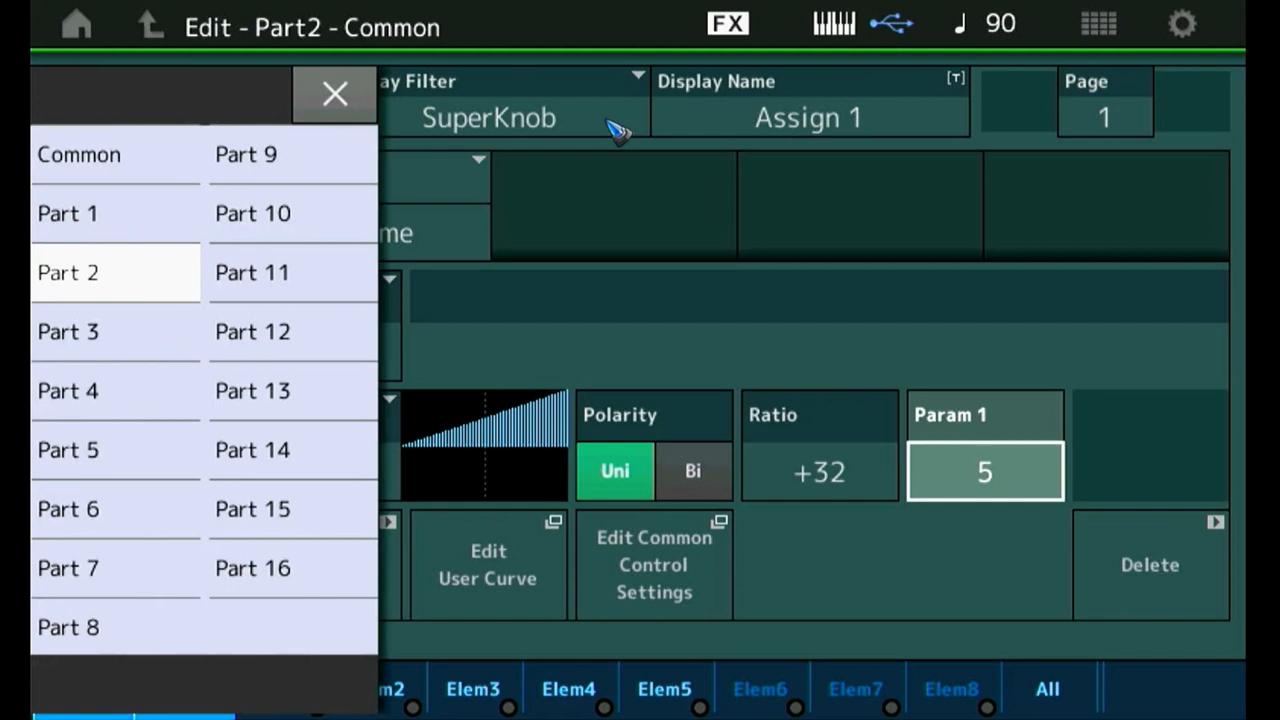 Edit - Part2 - Common
FX
90
ay Filter
Display Name
[T]
Page
SuperKnob
Assign 1
1
Common
Part 9
Part 1
Part 10
me
Part 2
Part 11
Part 3
Part 12
Part 4
Part 13
Part 5
Part 14
Part 6
Part 15
Part 7
Part 16
Part 8
Polarity
Ratio
Param 1
Uni
Bi
+32
5
Edit
User Curve
Edit Common
Control
Settings
Delete
m2
Elem3
Elem4
Elem5
Elem6
Elem7
Elem8
All